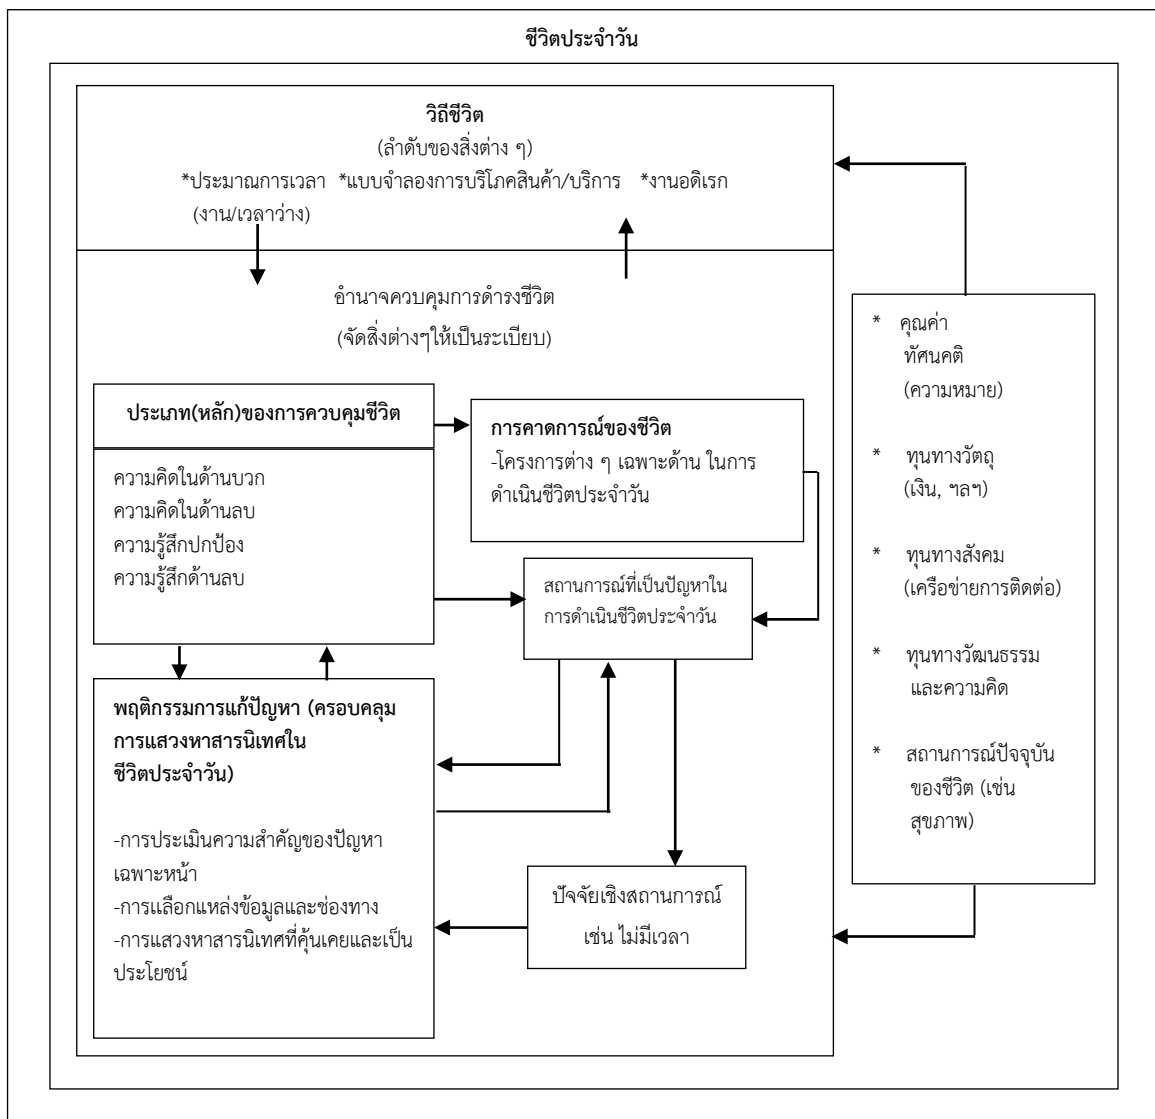 ชีวิตประจำวัน
วิถีชีวิต
(ลำดับของสิ่งต่าง ๆ)
*ประมาณการเวลา *แบบจำลองการบริโภคสินค้า/บริการ *งานอดิเรก
(งาน/เวลาว่าง)
อำนาจควบคุมการดำรงชีวิต
(จัดสิ่งต่างๆให้เป็นระเบียบ)
ประเภท(หลัก)ของการควบคุมชีวิต
ความคิดในด้านบวก
ความคิดในด้านลบ
ความรู้สึกปกป้อง
ความรู้สึกด้านลบ
การคาดการณ์ของชีวิต
-โครงการต่าง ๆ เฉพาะด้าน ในการ
ดำเนินชีวิตประจำวัน
สถานการณ์ที่เป็นปัญหาใน
การดำเนินชีวิตประจำวัน
พฤติกรรมการแก้ปัญหา (ครอบคลุม
การแสวงหาสารนิเทศใน
ชีวิตประจำวัน)
-การประเมินความสำคัญของปัญหา
เฉพาะหน้า
-การเลือกแหล่งข้อมูลและช่องทาง
-การแสวงหาสารนิเทศที่คุ้นเคยและเป็น
ประโยชน์
ปัจจัยเชิงสถานการณ์
เช่น ไม่มีเวลา
* คุณค่า
ทัศนคติ
(ความหมาย)
* ทุนทางวัตถุ
(เงิน, ฯลฯ)
* ทุนทางสังคม
(เครือข่ายการติดต่อ)
* ทุนทางวัฒนธรรม
และความคิด
* สถานการณ์ปัจจุบัน
ของชีวิต (เช่น
สุขภาพ)